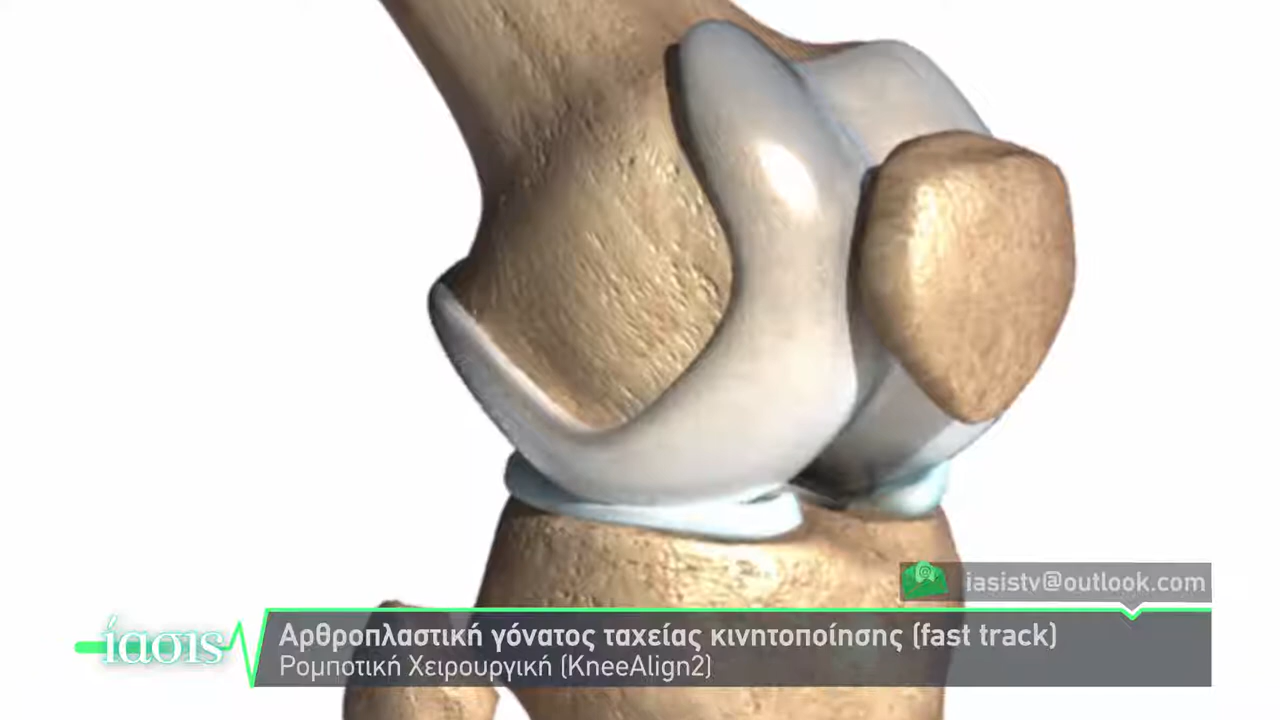 iasistv@outlook.com
ίασις
Αρθροπλαστική γόνατος ταχείας κινητοποίησης (fast track)
Ρομποτική Χειρουργική (KneeAlign2)